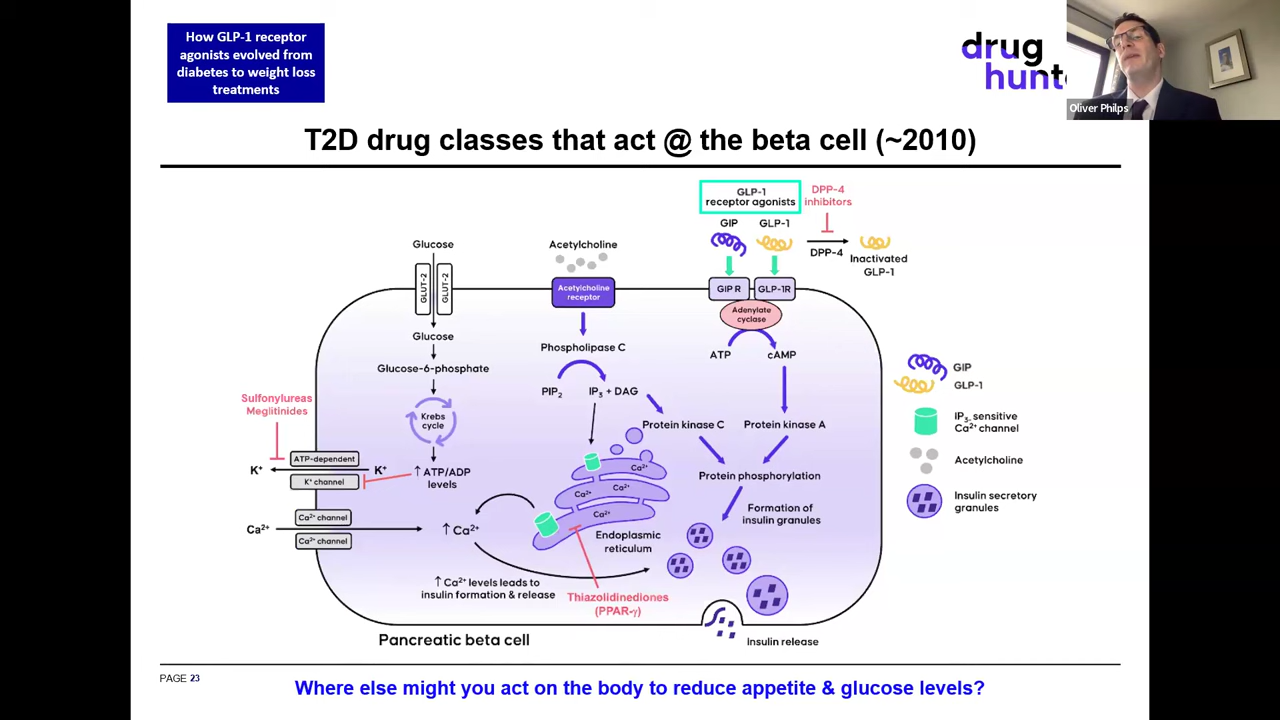 How GLP-1 receptor
agonists evolved from
diabetes to weight loss
treatments
drug
hunt
Oliver Philps
T2D drug classes that act @ the beta cell (~2010)
GLP-1
receptor agonists
DPP-4
inhibitors
GIP
GLP-1
DPP-4
Inactivated
GLP-1
Glucose
GLUT-2
GLUT-2
Acetylcholine
Acetylcholine
receptor
GIP R
GLP-1R
Adenylate
cyclase
ATP
cAMP
Glucose
Glucose-6-phosphate
Krebs
cycle
Phospholipase C
PIP₂
IP₃ + DAG
Protein kinase C
Protein kinase A
Protein phosphorylation
Formation of
insulin granules
Sulfonylureas
Meglitinides
ATP-dependent
K⁺ channel
K⁺
K⁺
↑ ATP/ADP
levels
Ca²⁺
Ca²⁺ channel
Ca²⁺ channel
↑ Ca²⁺
Ca²⁺
Ca²⁺
Ca²⁺
Ca²⁺
Endoplasmic
reticulum
↑ Ca²⁺ levels leads to
insulin formation & release
Thiazolidinediones
(PPAR-γ)
Insulin release
Pancreatic beta cell
GIP
GLP-1
IP₃-sensitive
Ca²⁺ channel
Acetylcholine
Insulin secretory
granules
PAGE 23
Where else might you act on the body to reduce appetite & glucose levels?